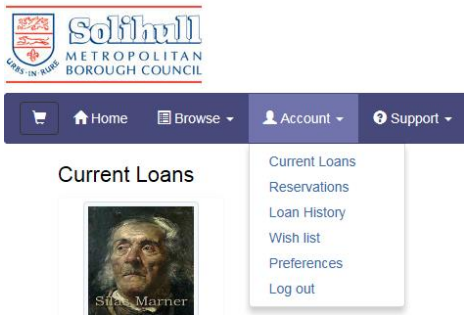 Solihull
METROPOLITAN
BOROUGH COUNCIL
URBS-IN-RURE
Home Browse Account Support
Current Loans
Reservations
Loan History
Wish list
Preferences
Log out
Current Loans
Silas Marner